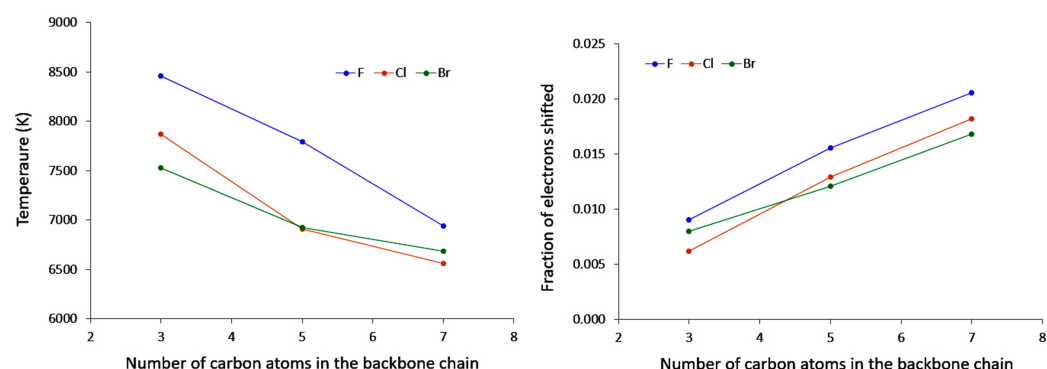 9000
8500
8000
7500
7000
6500
6000
2 3 4 5 6 7 8
F Cl Br
Temperaure (K)
Number of carbon atoms in the backbone chain
0.025
0.020
0.015
0.010
0.005
0.000
2 3 4 5 6 7 8
F Cl Br
Fraction of electrons shifted
Number of carbon atoms in the backbone chain